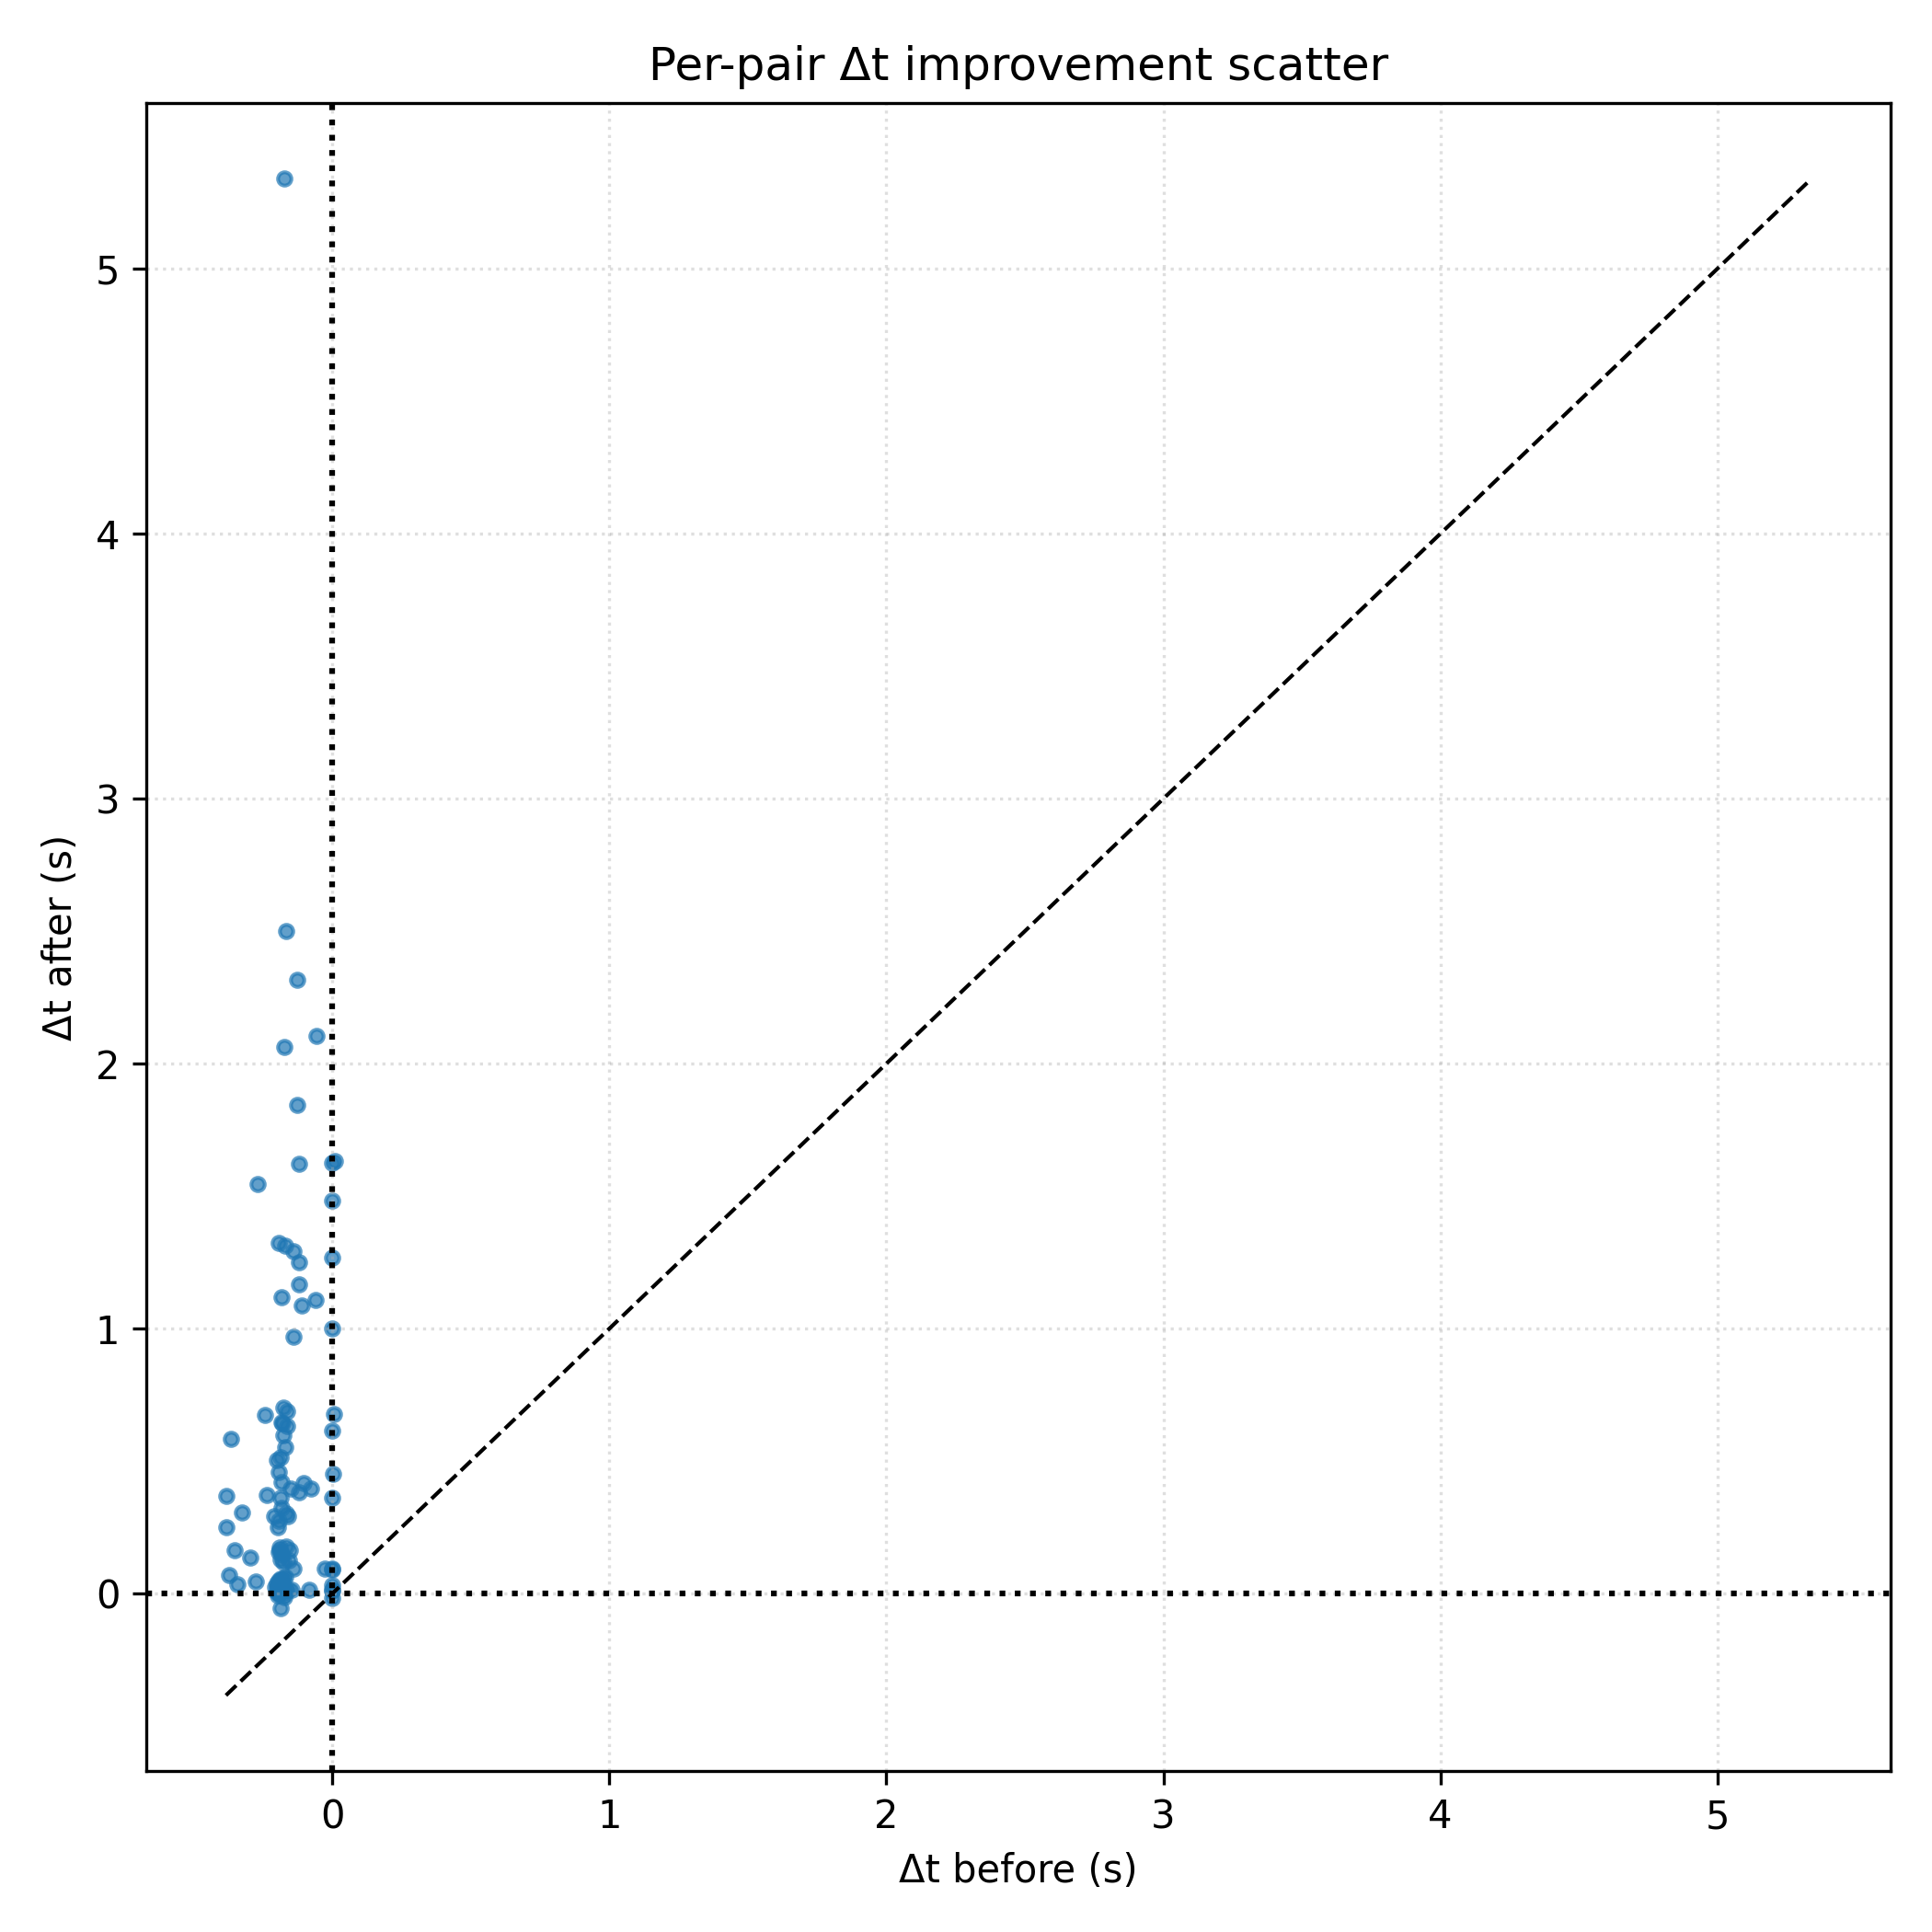 Per-pair Δt improvement scatter
5
4
3
2
1
0
Δt after (s)
0 1 2 3 4 5
Δt before (s)